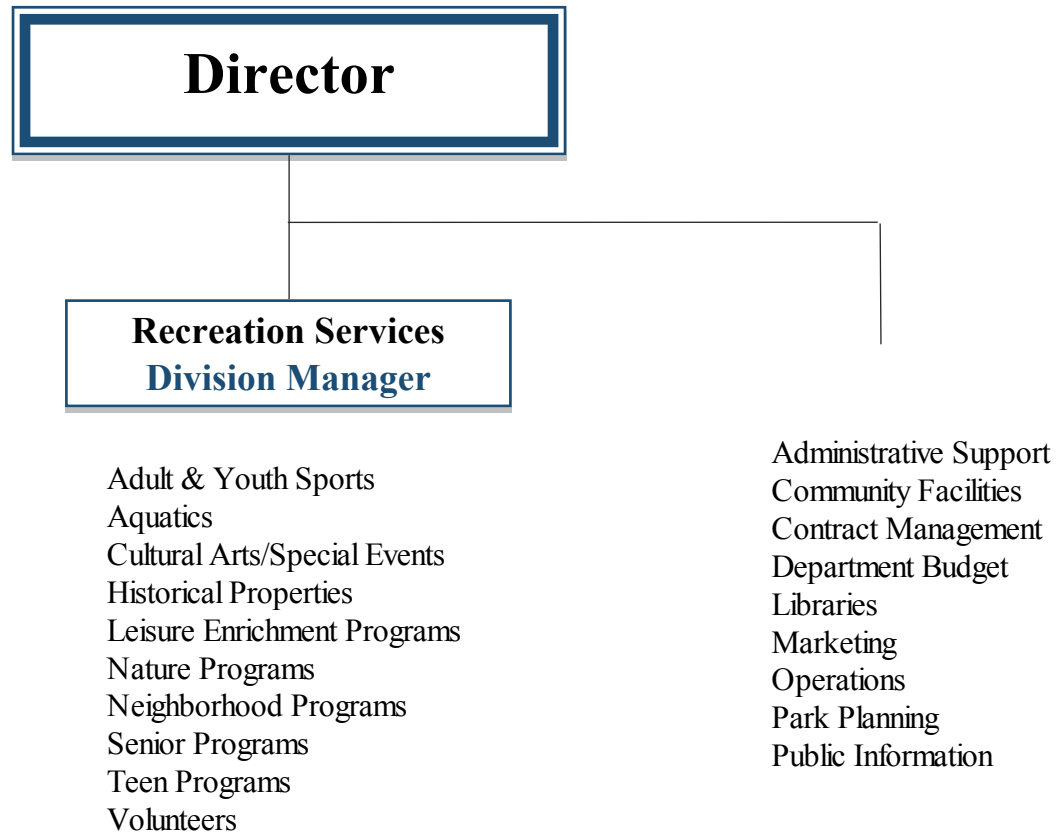 Director
Recreation Services
Division Manager
Adult & Youth Sports
Aquatics
Cultural Arts/Special Events
Historical Properties
Leisure Enrichment Programs
Nature Programs
Neighborhood Programs
Senior Programs
Teen Programs
Volunteers
Administrative Support
Community Facilities
Contract Management
Department Budget
Libraries
Marketing
Operations
Park Planning
Public Information